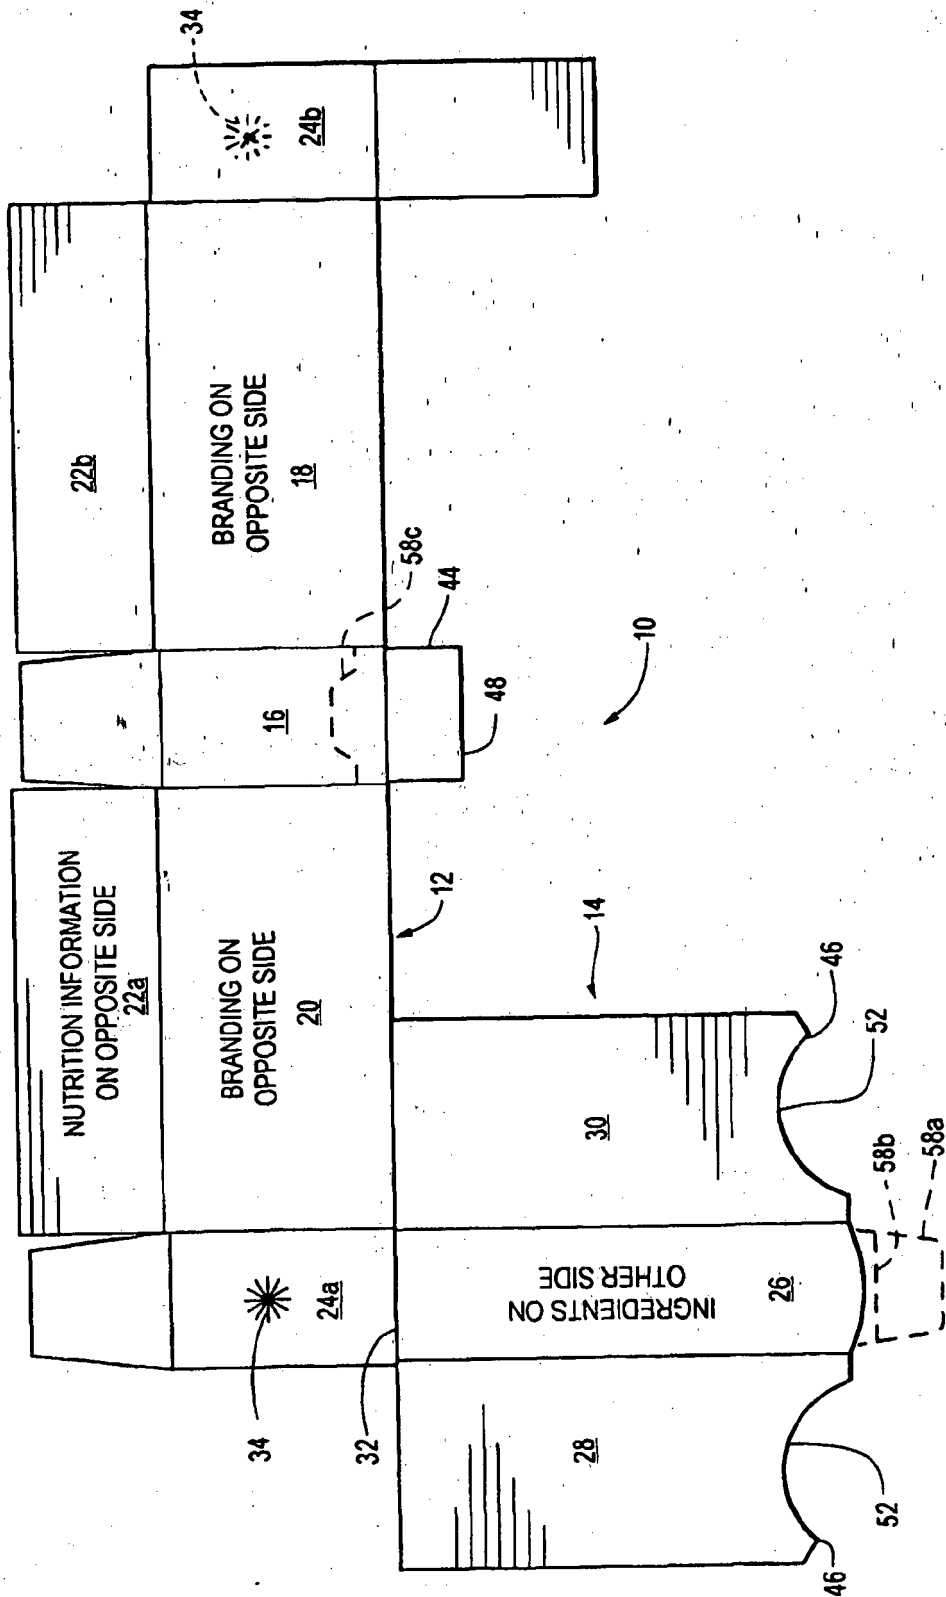 34
24b
22b
BRANDING ON
OPPOSITE SIDE
18
58c
44
16
48
10
NUTRITION INFORMATION
ON OPPOSITE SIDE
22a
BRANDING ON
OPPOSITE SIDE
20
12
14
46
52
30
58b
58a
34
24a
32
INGREDIENTS ON
OTHER SIDE
26
28
52
46